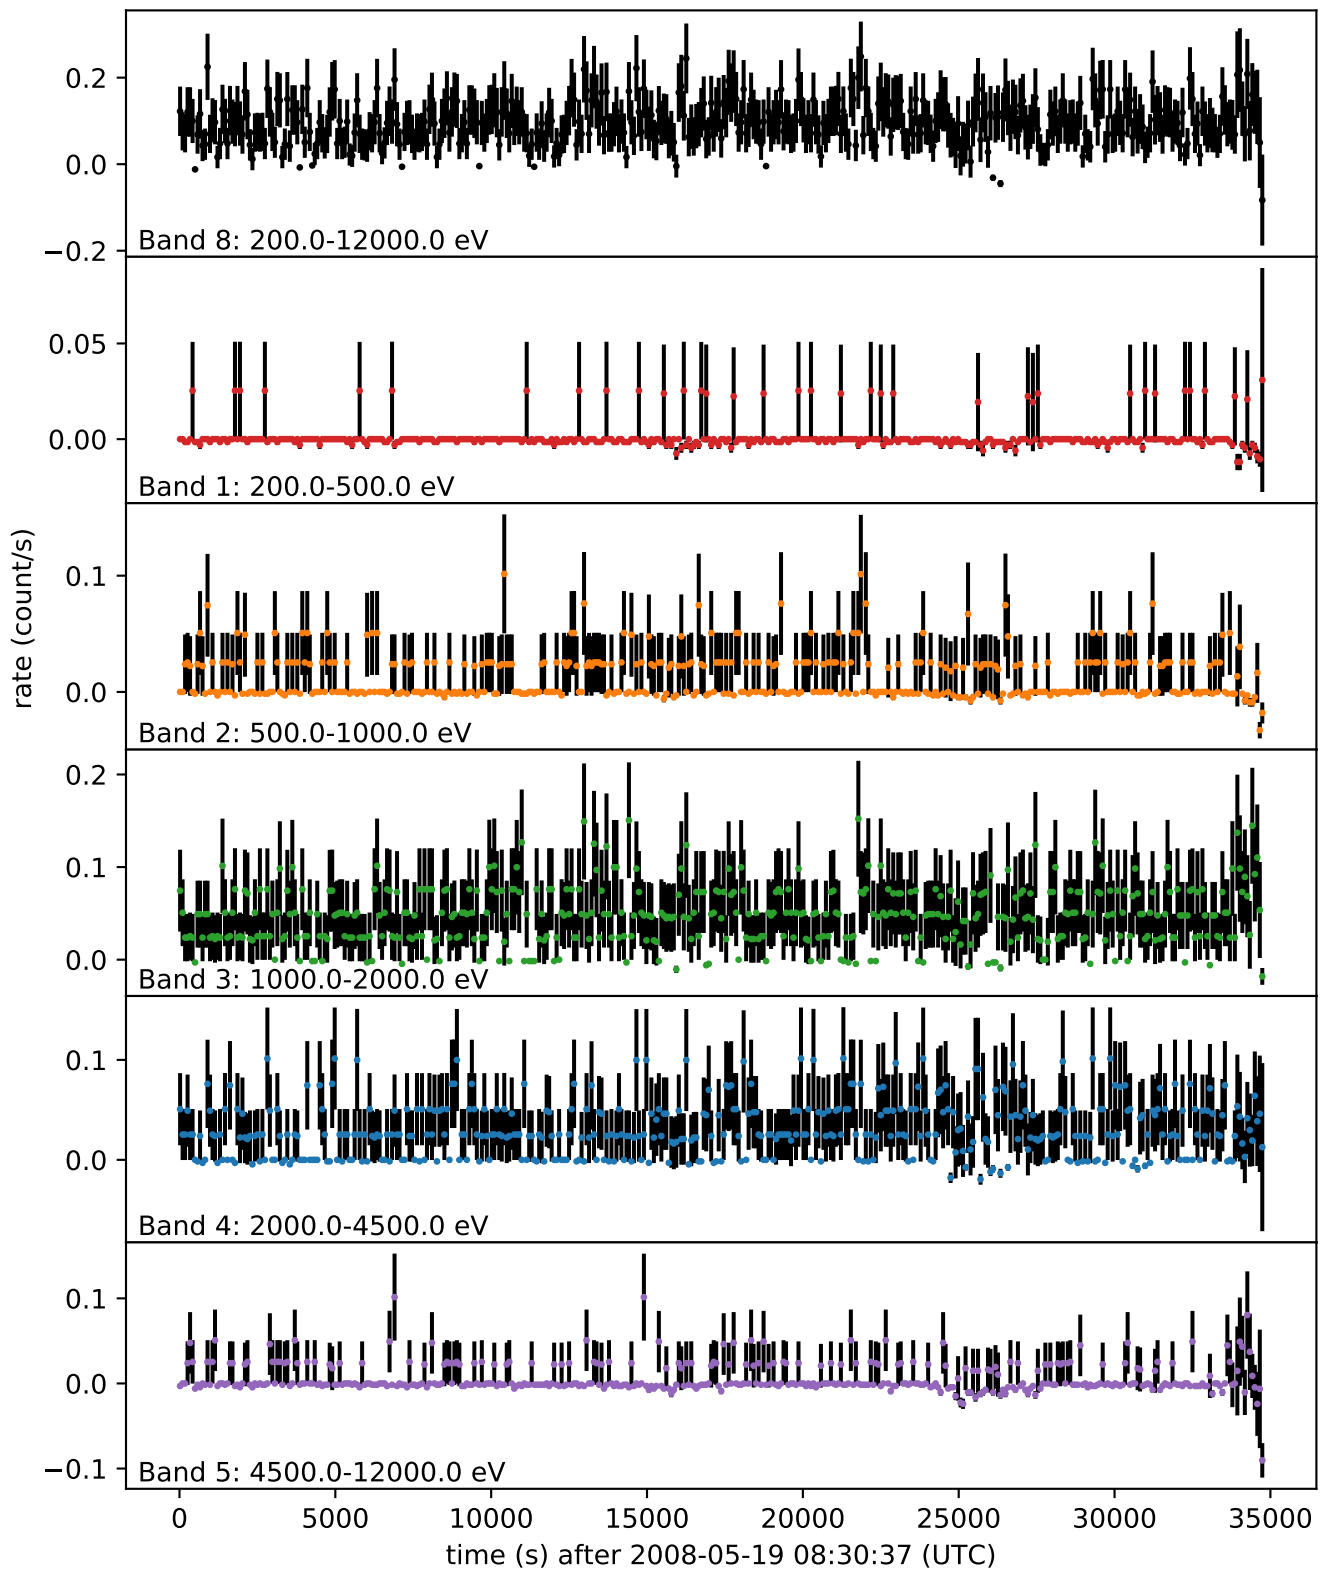 0.2
0.0
−0.2
Band 8: 200.0-12000.0 eV
0.05
0.00
Band 1: 200.0-500.0 eV
rate (count/s)
0.1
0.0
Band 2: 500.0-1000.0 eV
0.2
0.1
0.0
Band 3: 1000.0-2000.0 eV
0.1
0.0
Band 4: 2000.0-4500.0 eV
0.1
0.0
−0.1
Band 5: 4500.0-12000.0 eV
0 5000 10000 15000 20000 25000 30000 35000
time (s) after 2008-05-19 08:30:37 (UTC)